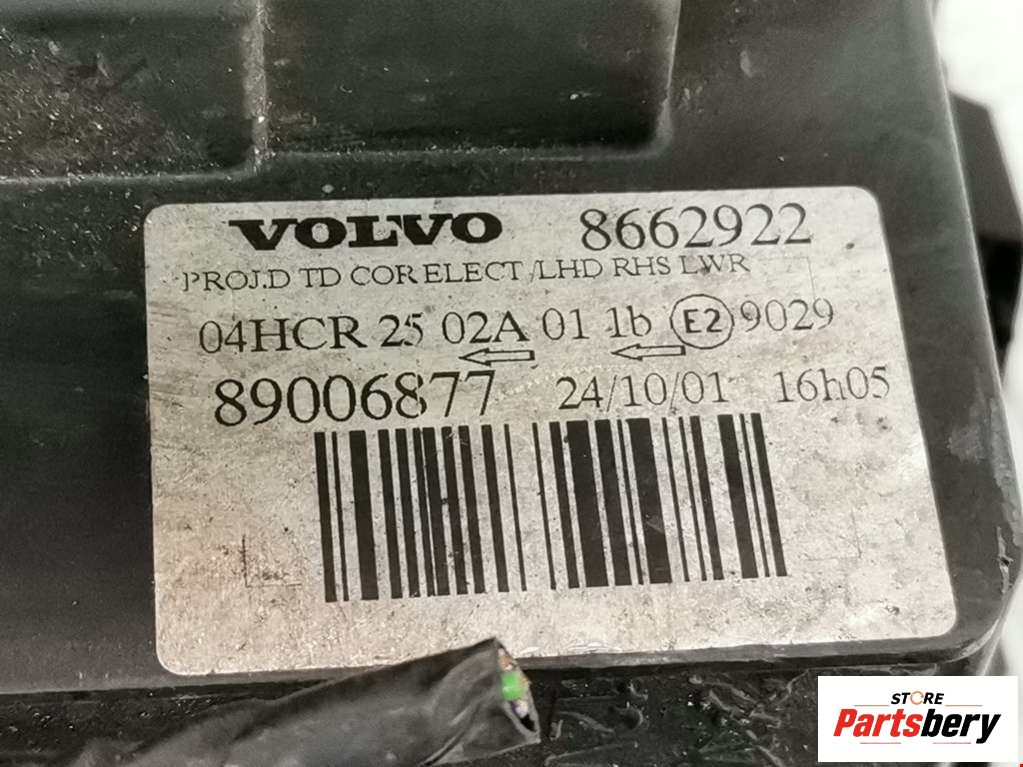 VOLVO 8662922
PROJ.D TD COR ELECT /LHD RHS LWR
04HCR 25 02A 01 1b E2 9029
89006877 24/10/01 16h05
STORE
Partsbery